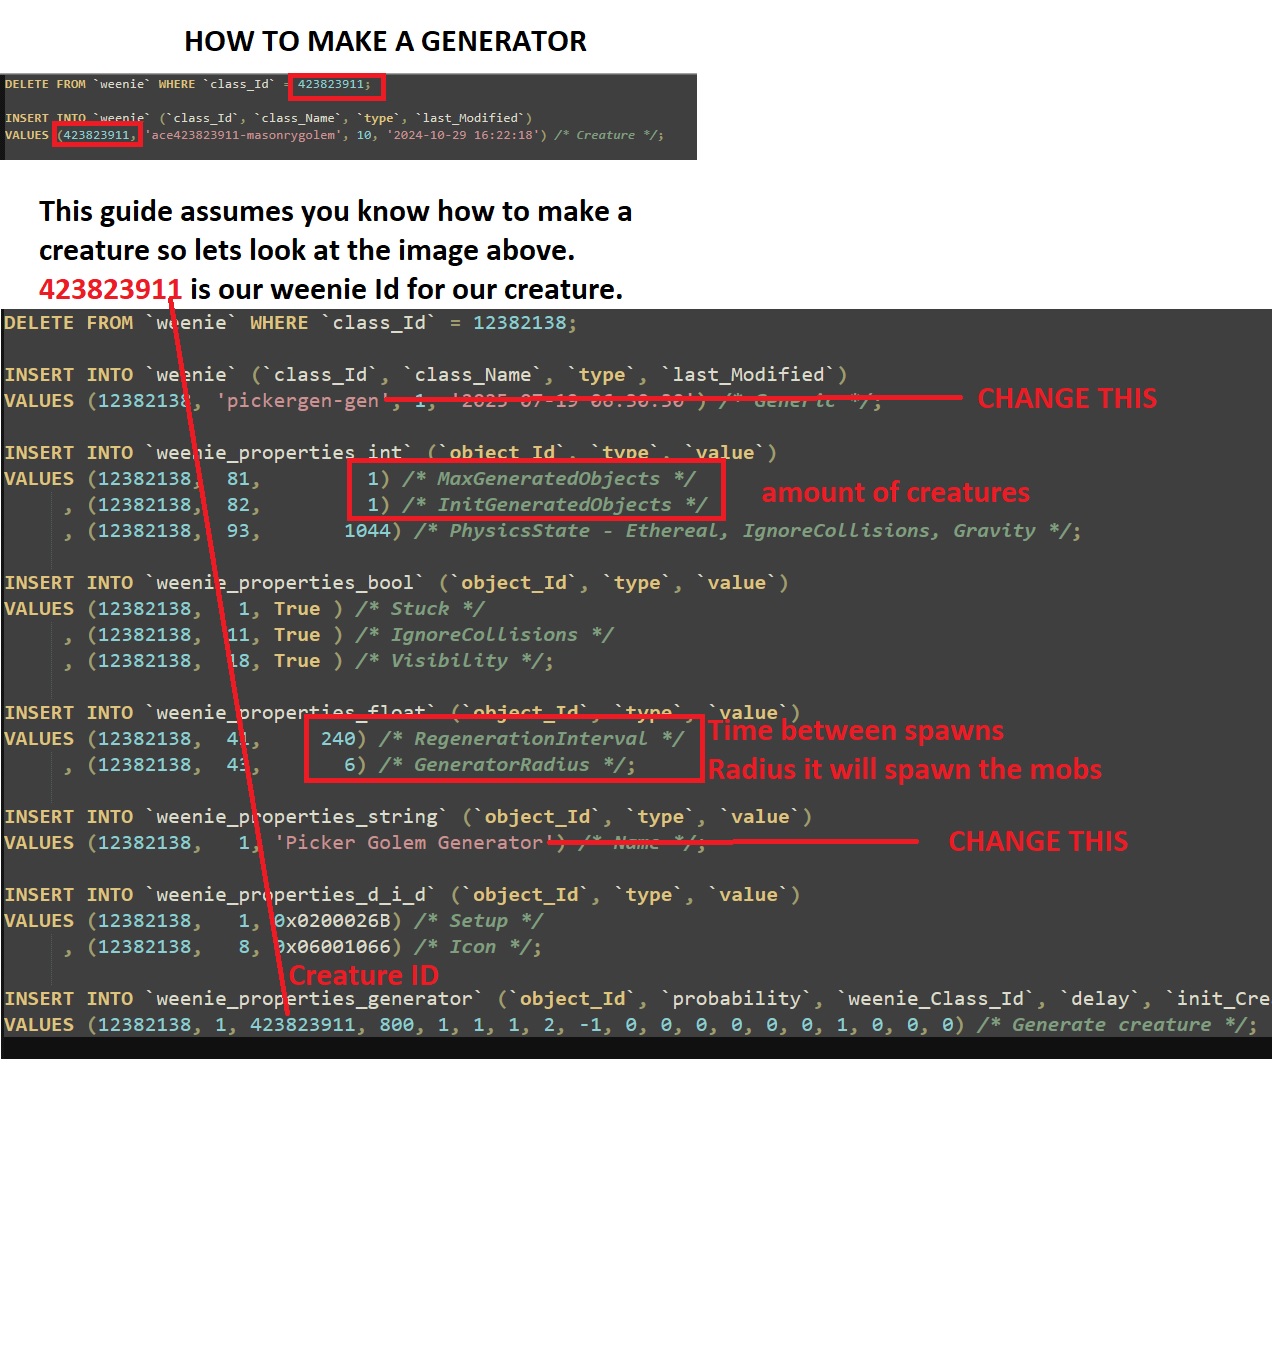 HOW TO MAKE A GENERATOR
DELETE FROM `weenie` WHERE `class_Id` = 423823911;
INSERT INTO `weenie` (`class_Id`, `class_Name`, `type`, `last_Modified`)
VALUES (423823911, 'ace423823911-masonrygolem', 10, '2024-10-29 16:22:18') /* Creature */;
This guide assumes you know how to make a
creature so lets look at the image above.
423823911 is our weenie Id for our creature.
DELETE FROM `weenie` WHERE `class_Id` = 12382138;
INSERT INTO `weenie` (`class_Id`, `class_Name`, `type`, `last_Modified`)
VALUES (12382138, 'pickergen-gen', 1, '2025-07-19 06:30:30') /* Generic */; CHANGE THIS
INSERT INTO `weenie_properties_int` (`object_Id`, `type`, `value`)
VALUES (12382138, 81, 1) /* MaxGeneratedObjects */
, (12382138, 82, 1) /* InitGeneratedObjects */
amount of creatures
, (12382138, 93, 1044) /* PhysicsState - Ethereal, IgnoreCollisions, Gravity */;
INSERT INTO `weenie_properties_bool` (`object_Id`, `type`, `value`)
VALUES (12382138, 1, True ) /* Stuck */
, (12382138, 11, True ) /* IgnoreCollisions */
, (12382138, 18, True ) /* Visibility */;
INSERT INTO `weenie_properties_float` (`object_Id`, `type`, `value`)
VALUES (12382138, 41, 240) /* RegenerationInterval */ Time between spawns
, (12382138, 43, 6) /* GeneratorRadius */; Radius it will spawn the mobs
INSERT INTO `weenie_properties_string` (`object_Id`, `type`, `value`)
VALUES (12382138, 1, 'Picker Golem Generator') /* Name */; CHANGE THIS
INSERT INTO `weenie_properties_d_i_d` (`object_Id`, `type`, `value`)
VALUES (12382138, 1, 0x0200026B) /* Setup */
, (12382138, 8, 0x06001066) /* Icon */;
Creature ID
INSERT INTO `weenie_properties_generator` (`object_Id`, `probability`, `weenie_Class_Id`, `delay`, `init_Cre
VALUES (12382138, 1, 423823911, 800, 1, 1, 1, 2, -1, 0, 0, 0, 0, 0, 0, 1, 0, 0, 0) /* Generate creature */;